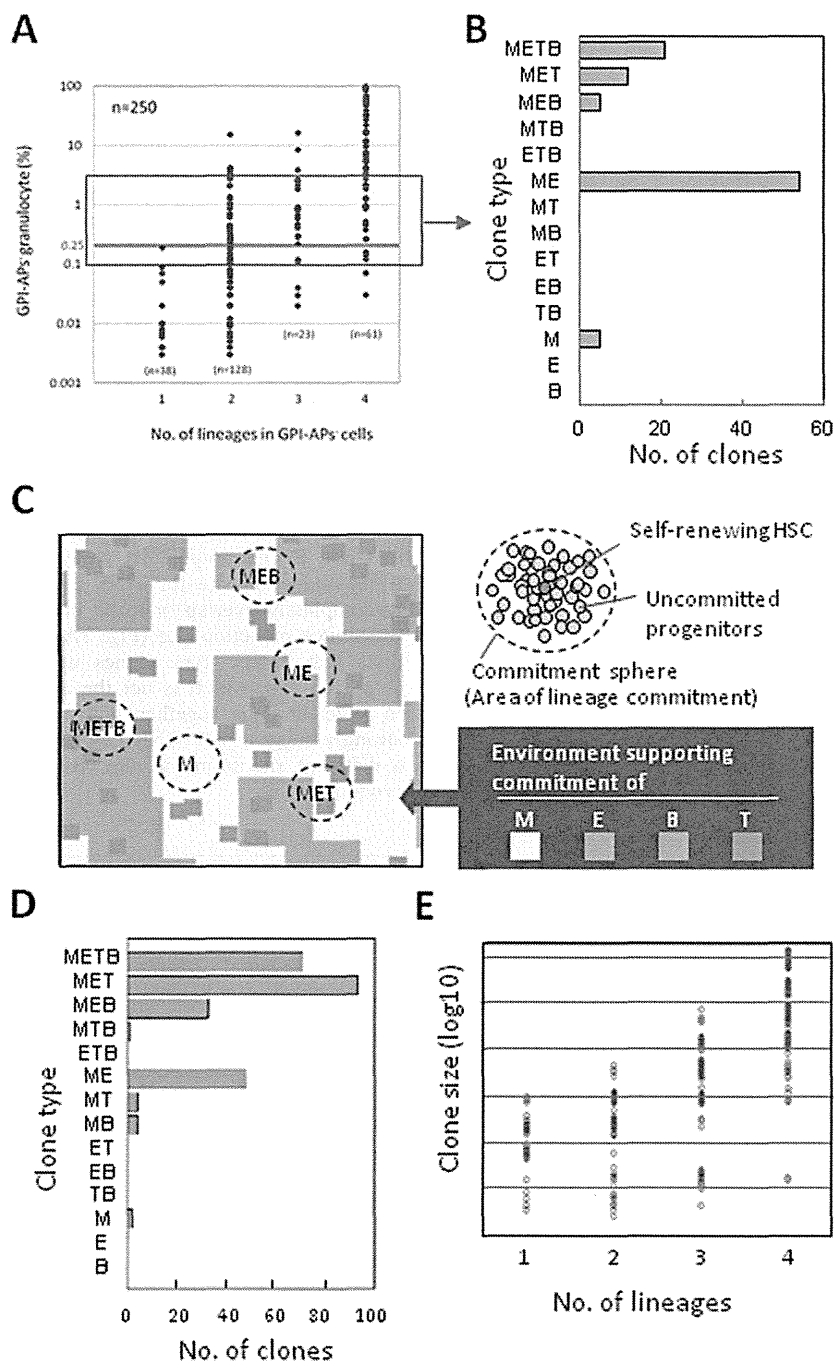 A
n=250
GPI-APs granulocyte (%)
100
10
1
0.25
0.1
0.01
0.001
(n=38)
(n=128)
(n=23)
(n=61)
1 2 3 4
No. of lineages in GPI-APs⁻ cells
B
Clone type
METB
MET
MEB
MTB
ETB
ME
MT
MB
ET
EB
TB
M
E
B
0 20 40 60
No. of clones
C
MEB
ME
METB
M
MET
Self-renewing HSC
Uncommitted
progenitors
Commitment sphere
(Area of lineage commitment)
Environment supporting
commitment of
M E B T
D
Clone type
METB
MET
MEB
MTB
ETB
ME
MT
MB
ET
EB
TB
M
E
B
0 20 40 60 80 100
No. of clones
E
Clone size (log10)
1 2 3 4
No. of lineages